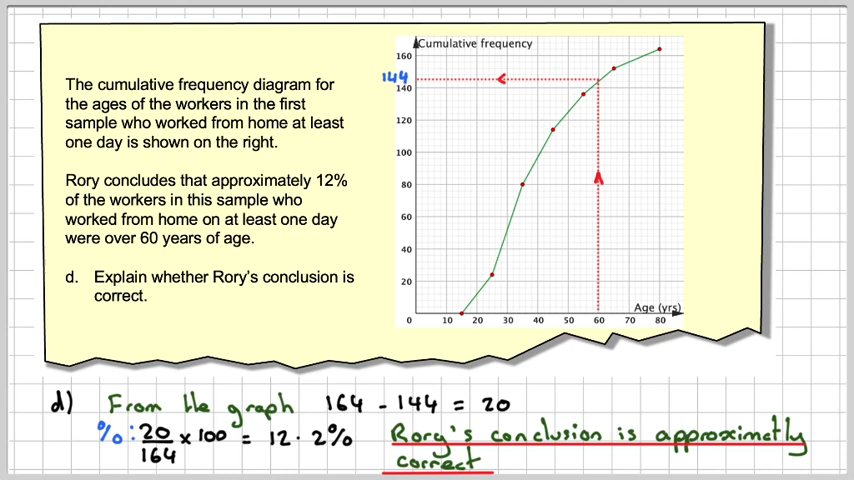 The cumulative frequency diagram for
the ages of the workers in the first
sample who worked from home at least
one day is shown on the right.
Rory concludes that approximately 12%
of the workers in this sample who
worked from home on at least one day
were over 60 years of age.
d. Explain whether Rory's conclusion is
correct.
Cumulative frequency
160
144
140
120
100
80
60
40
20
Age (yrs)
0 10 20 30 40 50 60 70 80
d) From the graph 164 - 144 = 20
%: 20/164 x 100 = 12.2% Rory's conclusion is approximatly
correct